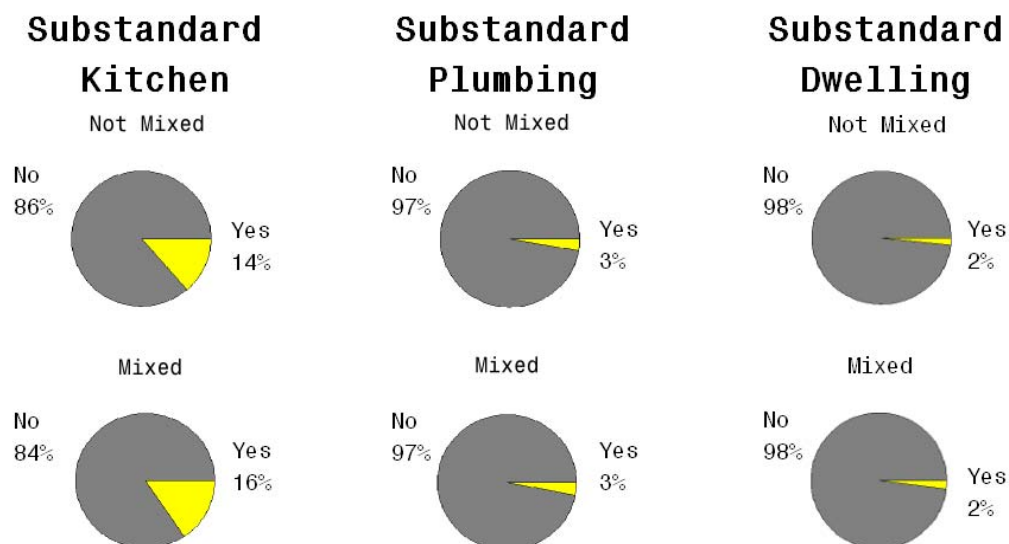 Substandard
Kitchen
Not Mixed
No
86%
Yes
14%
Mixed
No
84%
Yes
16%
Substandard
Plumbing
Not Mixed
No
97%
Yes
3%
Mixed
No
97%
Yes
3%
Substandard
Dwelling
Not Mixed
No
98%
Yes
2%
Mixed
No
98%
Yes
2%